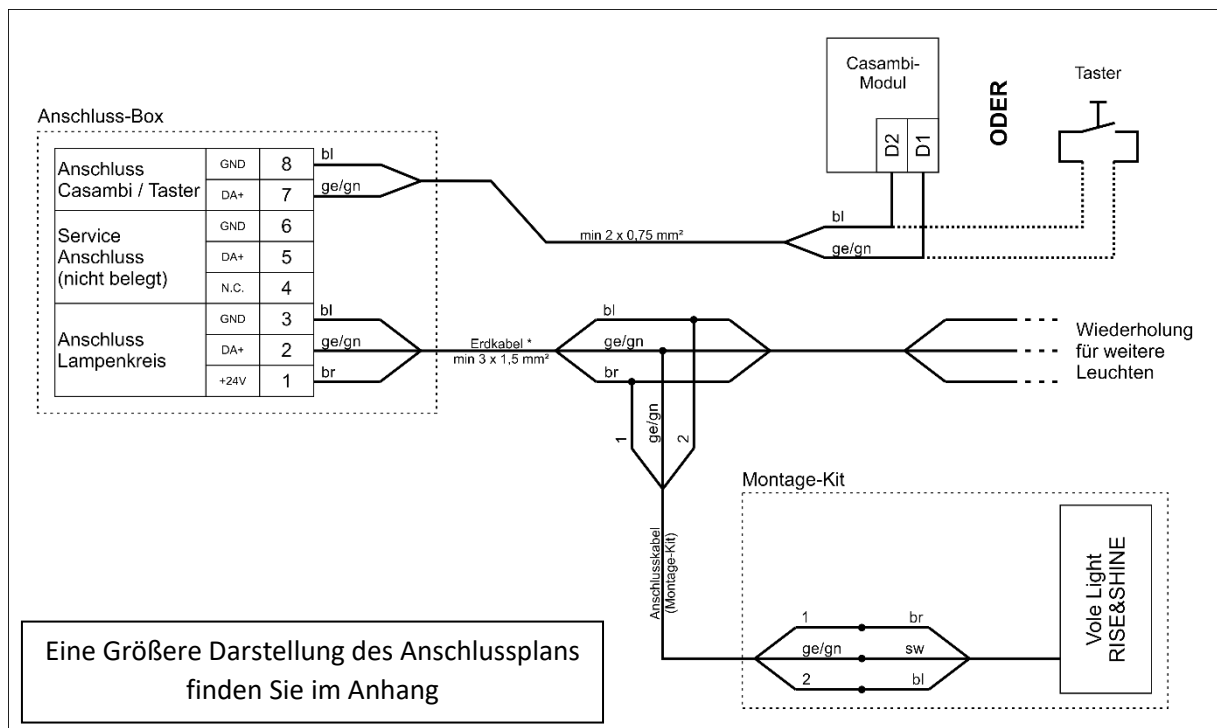 Anschluss-Box
Anschluss
Casambi / Taster
GND 8 bl
DA+ 7 ge/gn
Service
Anschluss
(nicht belegt)
GND 6
DA+ 5
N.C. 4
Anschluss
Lampenkreis
GND 3 bl
DA+ 2 ge/gn
+24V 1 br
min 2 x 0,75 mm²
Casambi-
Modul
D2 D1
bl
ge/gn
ODER
Taster
Erdkabel *
min 3 x 1,5 mm²
bl
ge/gn
br
1 ge/gn 2
Wiederholung
für weitere
Leuchten
Anschlusskabel
(Montage-Kit)
Montage-Kit
1 br
ge/gn sw
2 bl
Vole Light
RISE&SHINE
Eine Größere Darstellung des Anschlussplans
finden Sie im Anhang